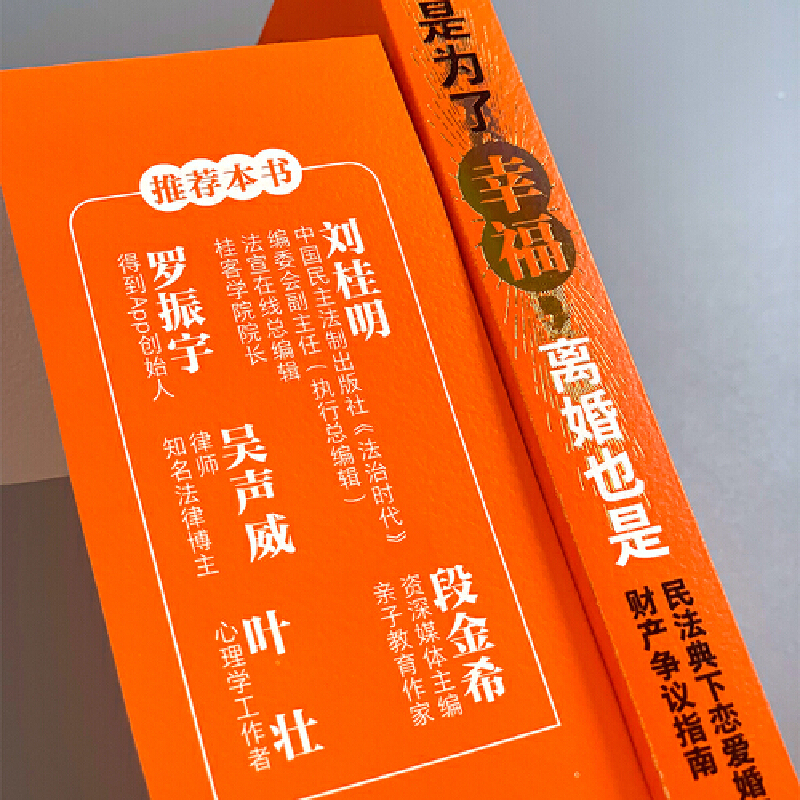 推荐本书
刘桂明
中国民主法制出版社《法治时代》
编委会副主任（执行总编辑）
法宣在线总编辑
桂客学院院长
罗振宇
得到App创始人
吴声威
律师
知名法律博主
段金希
资深媒体主编
亲子教育作家
叶壮
心理学工作者
是为了幸福，离婚也是
民法典下恋爱婚
财产争议指南